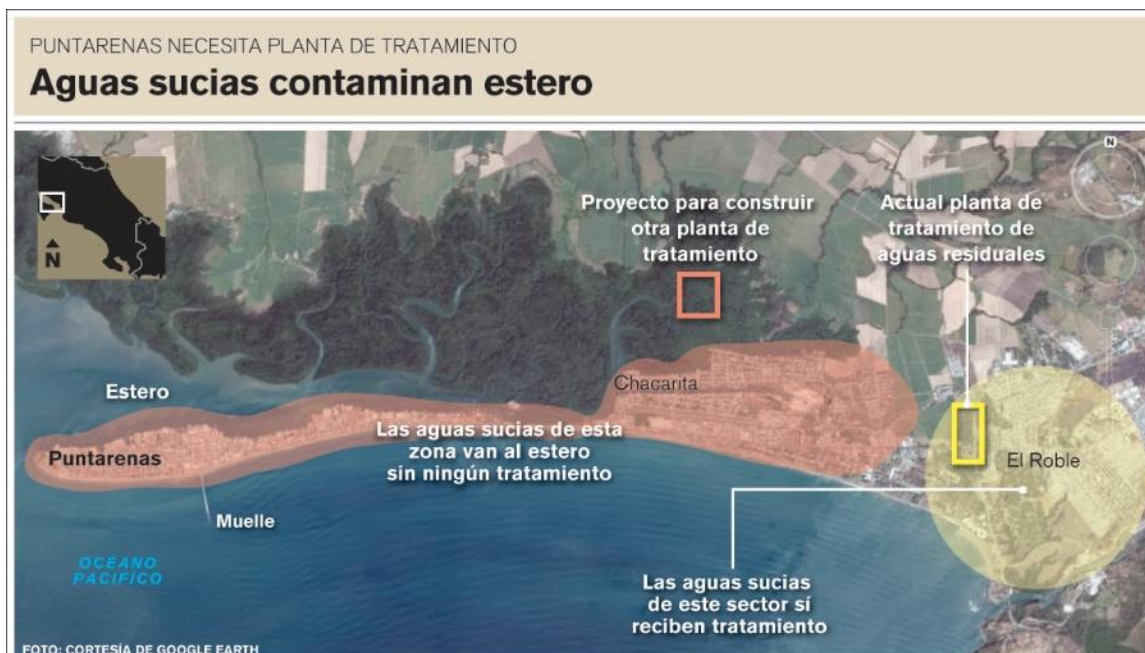 PUNTARENAS NECESITA PLANTA DE TRATAMIENTO
Aguas sucias contaminan estero
N
N
Proyecto para construir
otra planta de
tratamiento
Actual planta de
tratamiento de
aguas residuales
Estero
Chacarita
Puntarenas
Las aguas sucias de esta
zona van al estero
sin ningún tratamiento
El Roble
Muelle
OCÉANO
PACIFÍCO
Las aguas sucias
de este sector sí
reciben tratamiento
FOTO: CORTESÍA DE GOOGLE EARTH